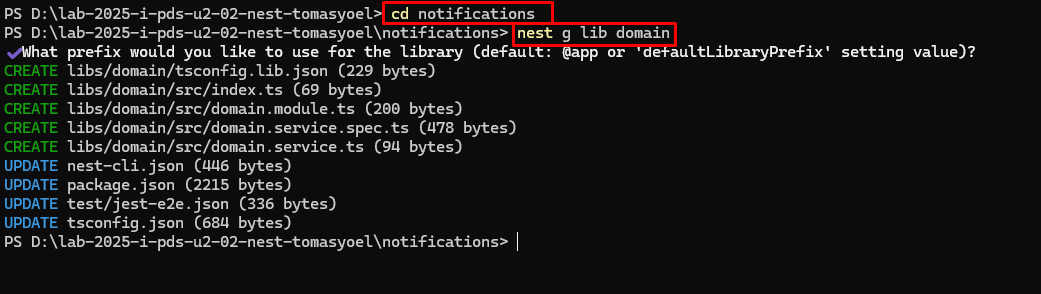 PS D:\lab-2025-i-pds-u2-02-nest-tomasyoel> cd notifications
PS D:\lab-2025-i-pds-u2-02-nest-tomasyoel\notifications> nest g lib domain
✔What prefix would you like to use for the library (default: @app or 'defaultLibraryPrefix' setting value)?
CREATE libs/domain/tsconfig.lib.json (229 bytes)
CREATE libs/domain/src/index.ts (69 bytes)
CREATE libs/domain/src/domain.module.ts (200 bytes)
CREATE libs/domain/src/domain.service.spec.ts (478 bytes)
CREATE libs/domain/src/domain.service.ts (94 bytes)
UPDATE nest-cli.json (446 bytes)
UPDATE package.json (2215 bytes)
UPDATE test/jest-e2e.json (336 bytes)
UPDATE tsconfig.json (684 bytes)
PS D:\lab-2025-i-pds-u2-02-nest-tomasyoel\notifications>